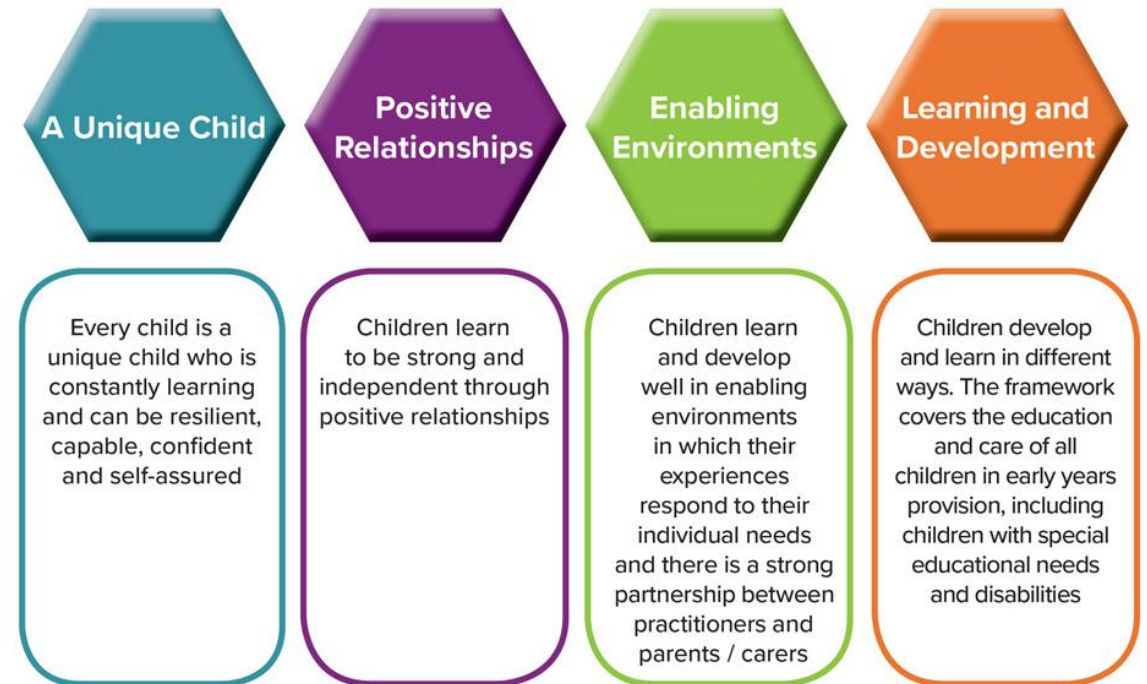 A Unique Child
Positive
Relationships
Enabling
Environments
Learning and
Development
Every child is a
unique child who is
constantly learning
and can be resilient,
capable, confident
and self-assured
Children learn
to be strong and
independent through
positive relationships
Children learn
and develop
well in enabling
environments
in which their
experiences
respond to their
individual needs
and there is a strong
partnership between
practitioners and
parents / carers
Children develop
and learn in different
ways. The framework
covers the education
and care of all
children in early years
provision, including
children with special
educational needs
and disabilities